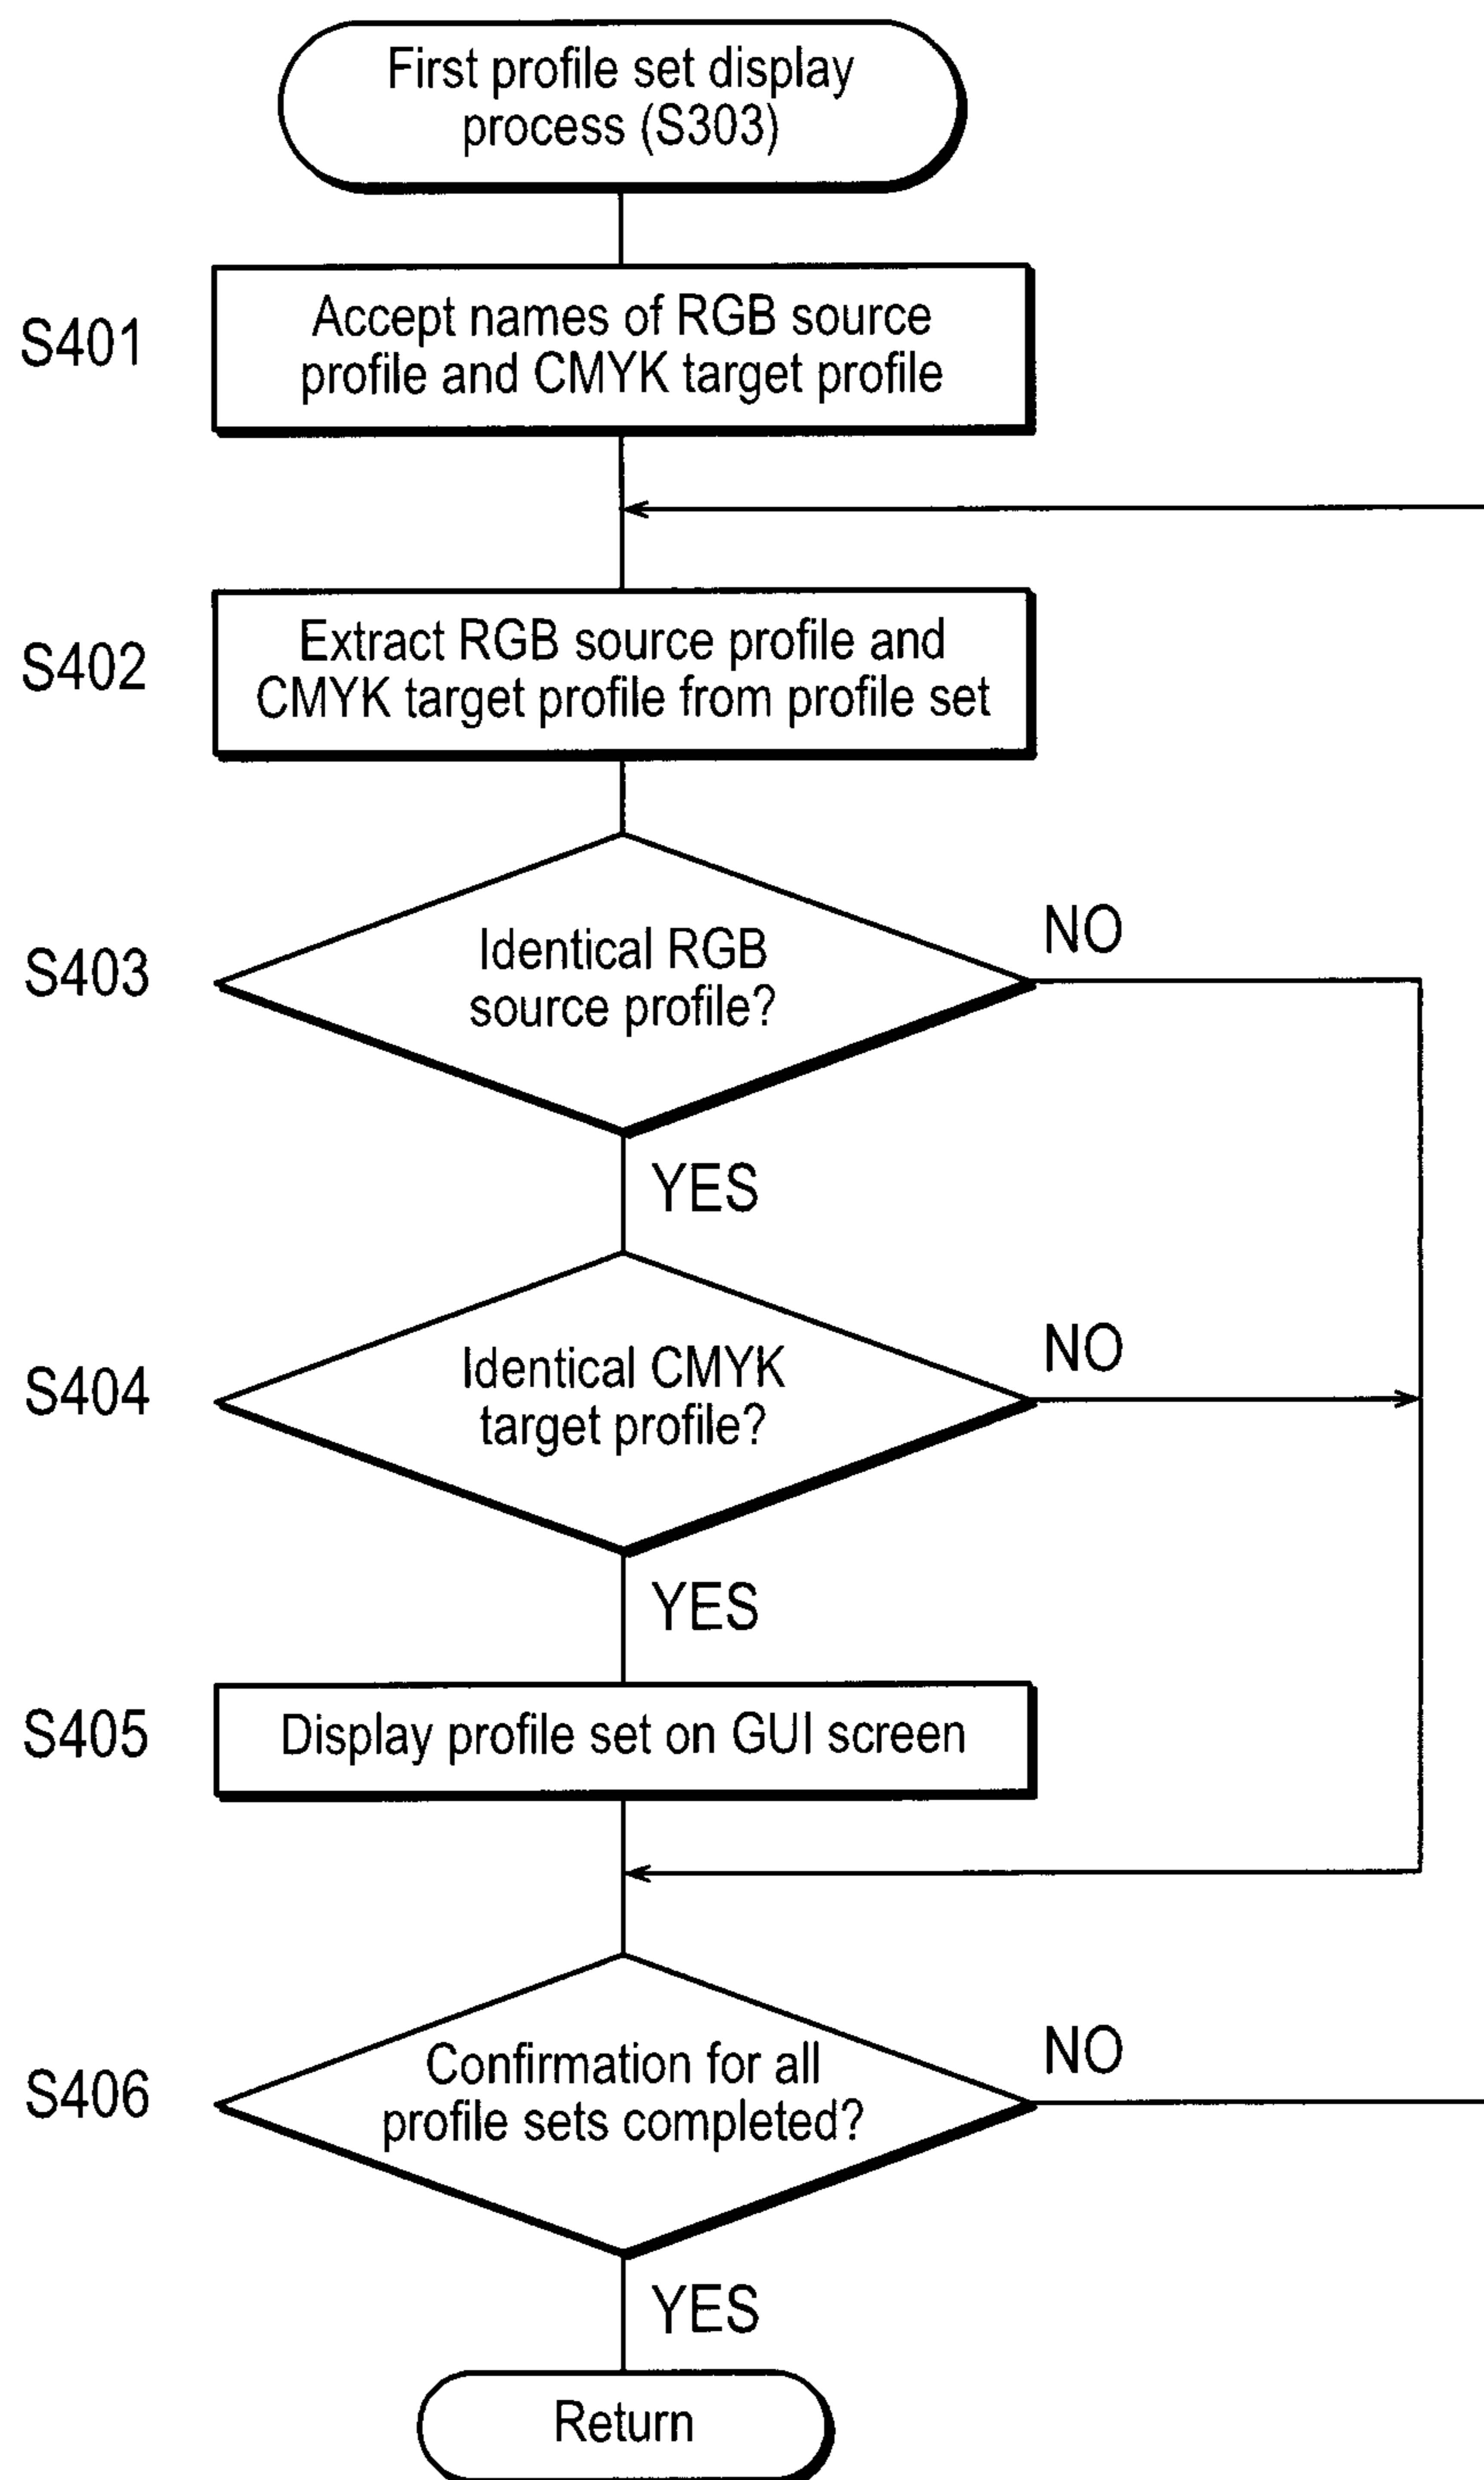 First profile set display
process (S303)
S401
Accept names of RGB source
profile and CMYK target profile
S402
Extract RGB source profile and
CMYK target profile from profile set
S403
Identical RGB
source profile?
NO
YES
S404
Identical CMYK
target profile?
NO
YES
S405
Display profile set on GUI screen
S406
Confirmation for all
profile sets completed?
NO
YES
Return